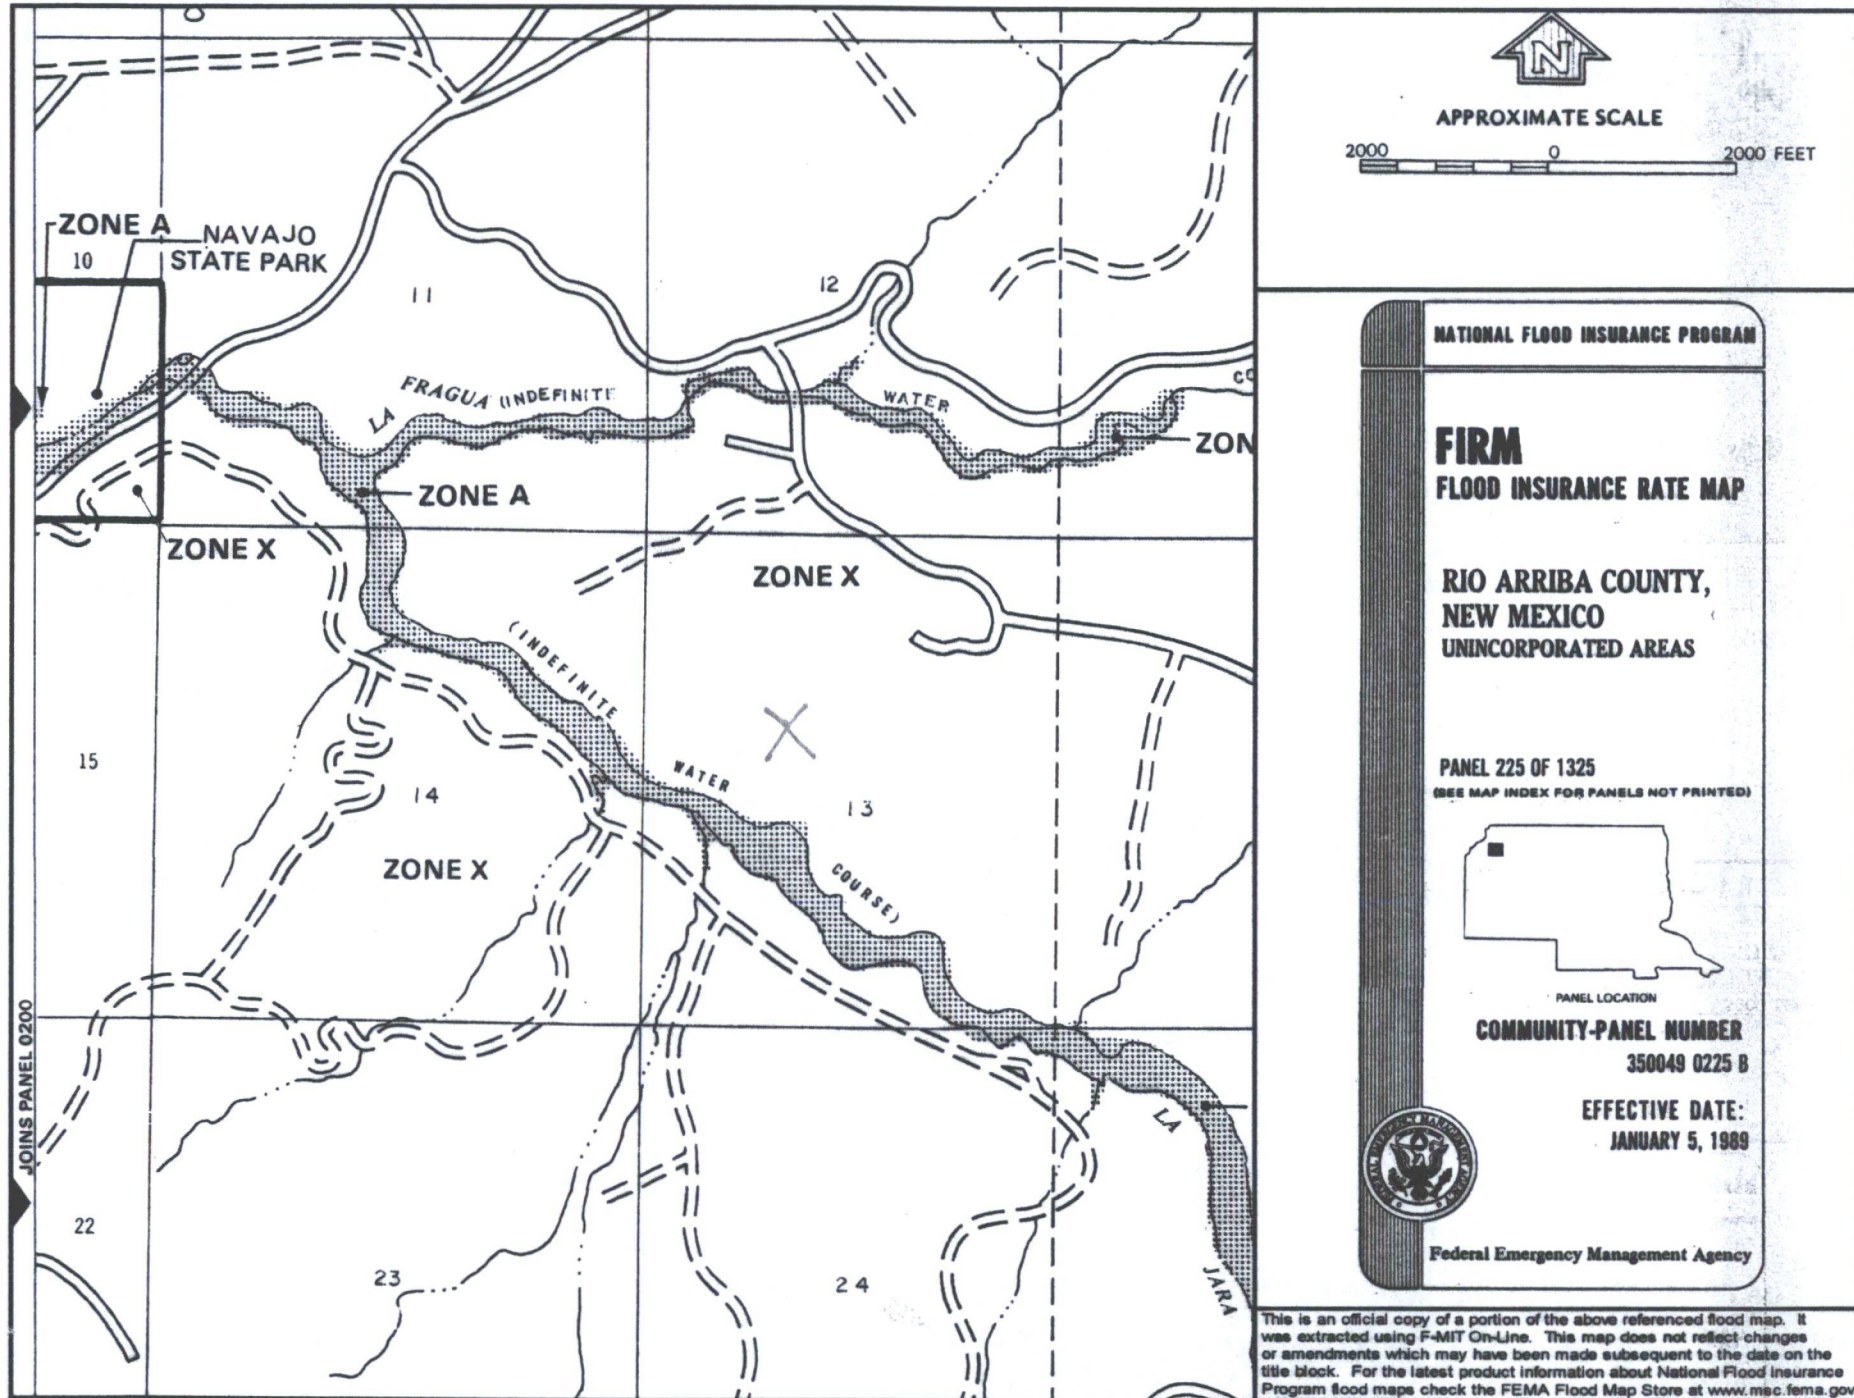 N
APPROXIMATE SCALE
2000 0 2000 FEET
ZONE A
NAVAJO
STATE PARK
10
11
12
LA FRAGUA (INDEFINITE WATER CO
ZON
ZONE A
ZONE X
ZONE X
(INDEFINITE WATER COURSE)
15
14
13
ZONE X
LA JARA
22
23
24
JOINS PANEL 0200
NATIONAL FLOOD INSURANCE PROGRAM
FIRM
FLOOD INSURANCE RATE MAP
RIO ARRIBA COUNTY,
NEW MEXICO
UNINCORPORATED AREAS
PANEL 225 OF 1325
(SEE MAP INDEX FOR PANELS NOT PRINTED)
PANEL LOCATION
COMMUNITY-PANEL NUMBER
350049 0225 B
EFFECTIVE DATE:
JANUARY 5, 1989
Federal Emergency Management Agency
This is an official copy of a portion of the above referenced flood map. It
was extracted using F-MIT On-Line. This map does not reflect changes
or amendments which may have been made subsequent to the date on the
title block. For the latest product information about National Flood Insurance
Program flood maps check the FEMA Flood Map Store at www.msc.fema.gov